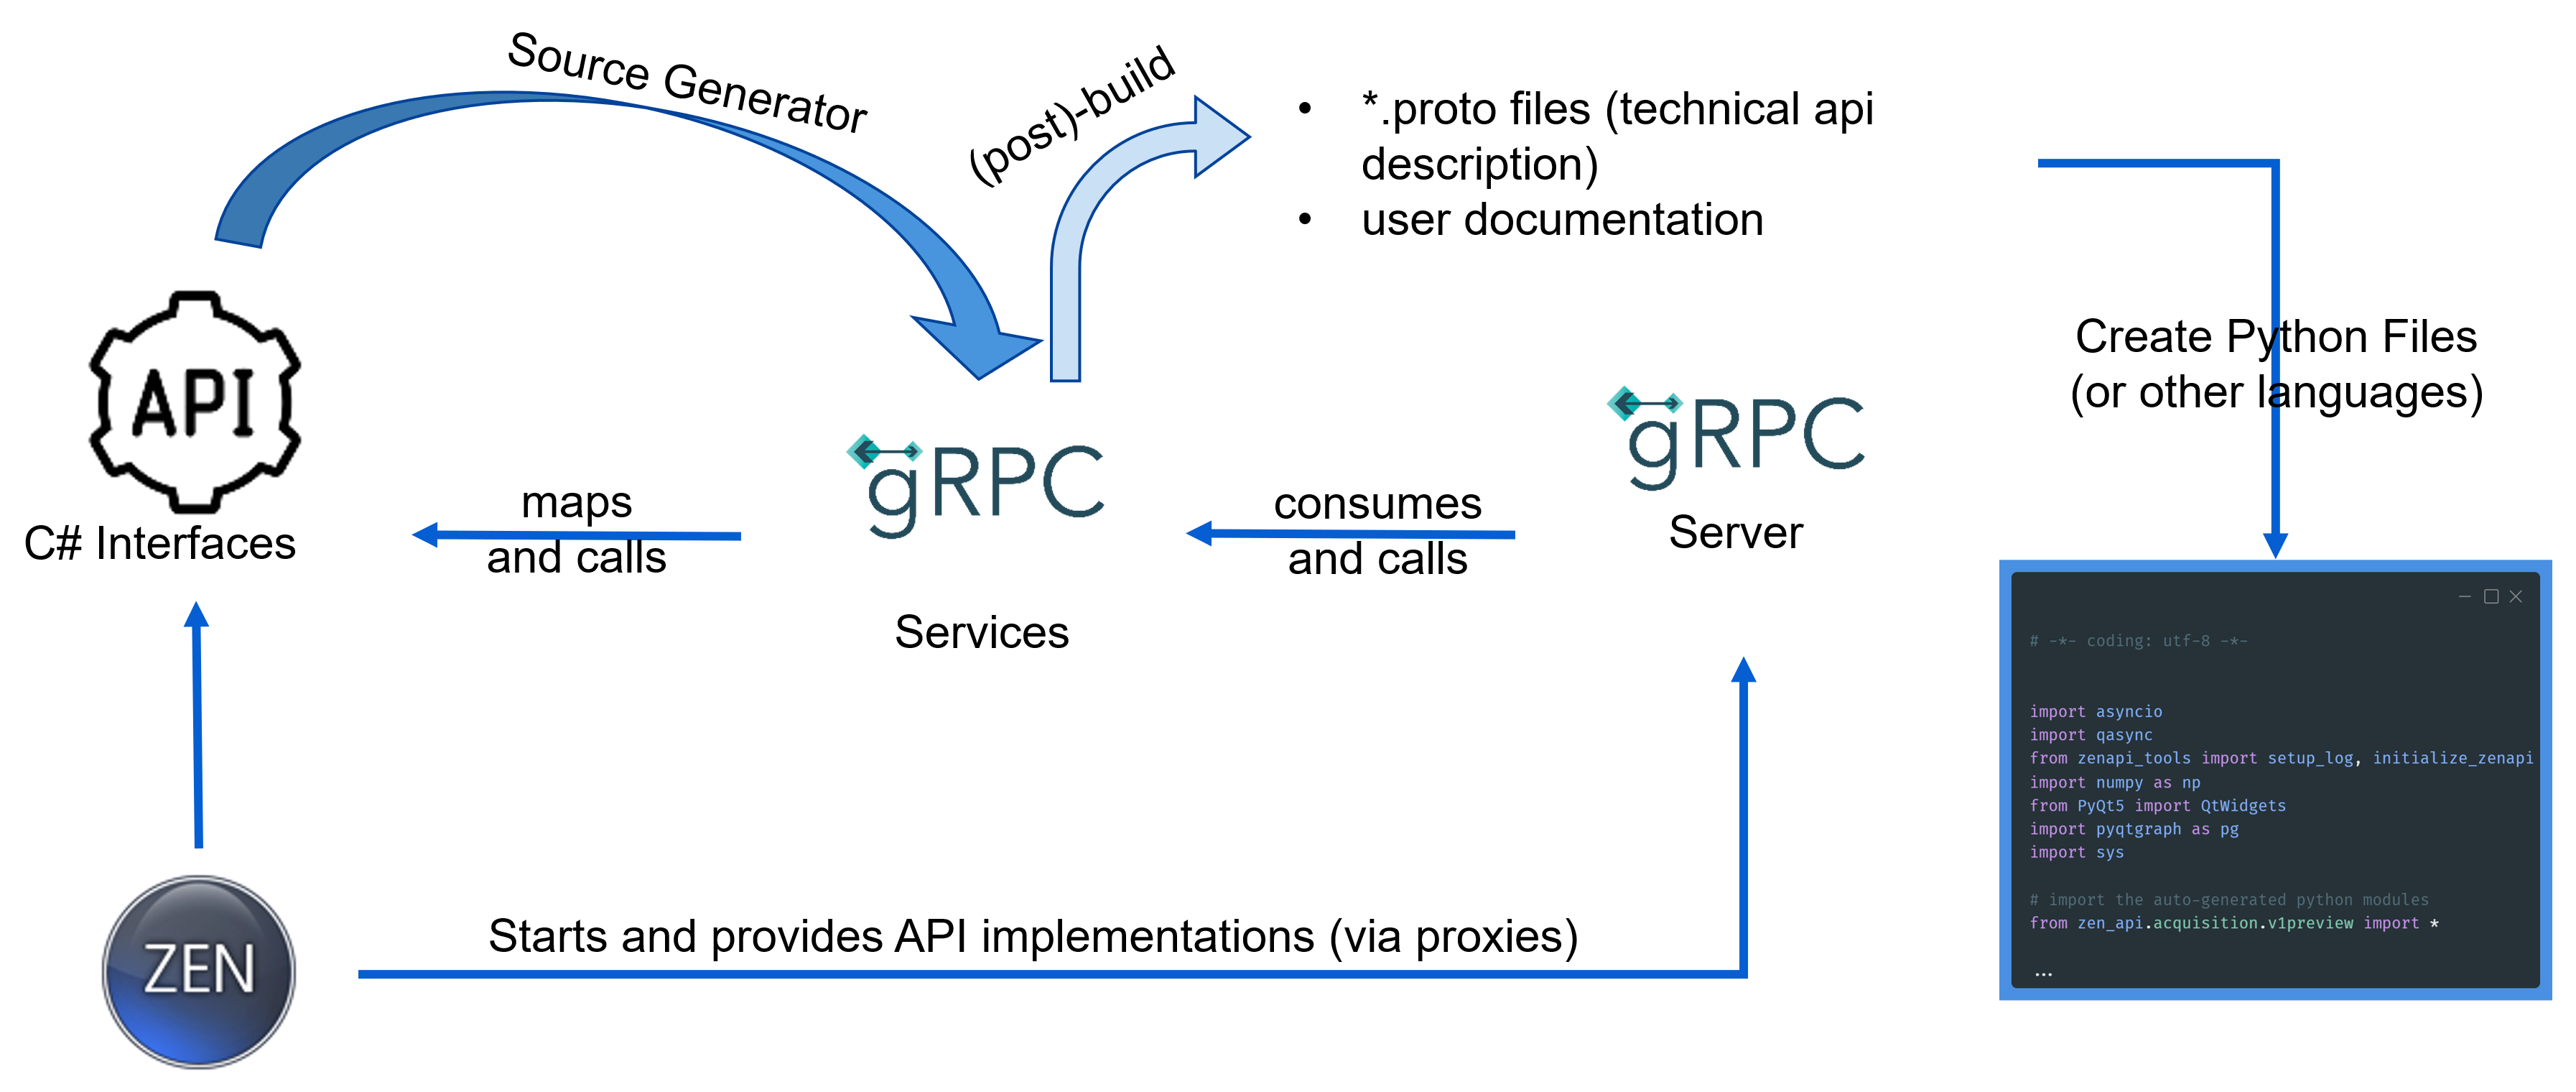 Source Generator
(post)-build
• *.proto files (technical api
description)
• user documentation
Create Python Files
(or other languages)
API
C# Interfaces
maps
and calls
gRPC
Services
consumes
and calls
gRPC
Server
ZEN
Starts and provides API implementations (via proxies)
# -*- coding: utf-8 -*-
import asyncio
import qasync
from zenapi_tools import setup_log, initialize_zenapi
import numpy as np
from PyQt5 import QtWidgets
import pyqtgraph as pg
import sys
# import the auto-generated python modules
from zen_api.acquisition.v1preview import *
...